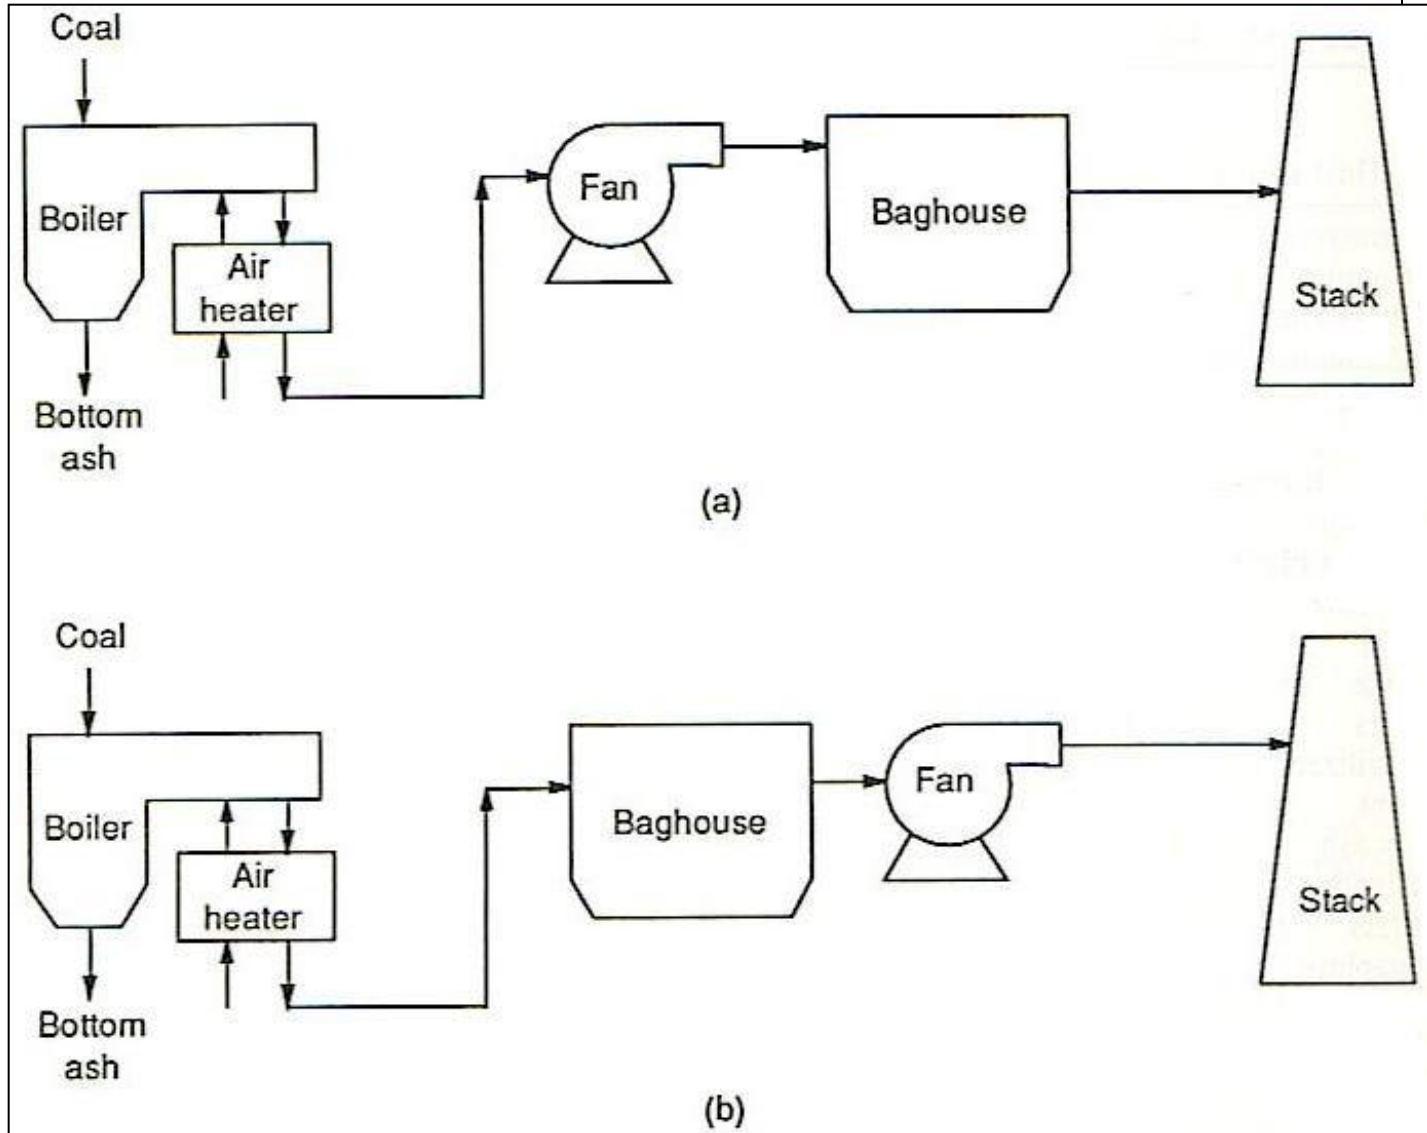 Coal
Boiler
Air
heater
Bottom
ash
Fan
Baghouse
Stack
(a)
Coal
Boiler
Air
heater
Bottom
ash
Baghouse
Fan
Stack
(b)